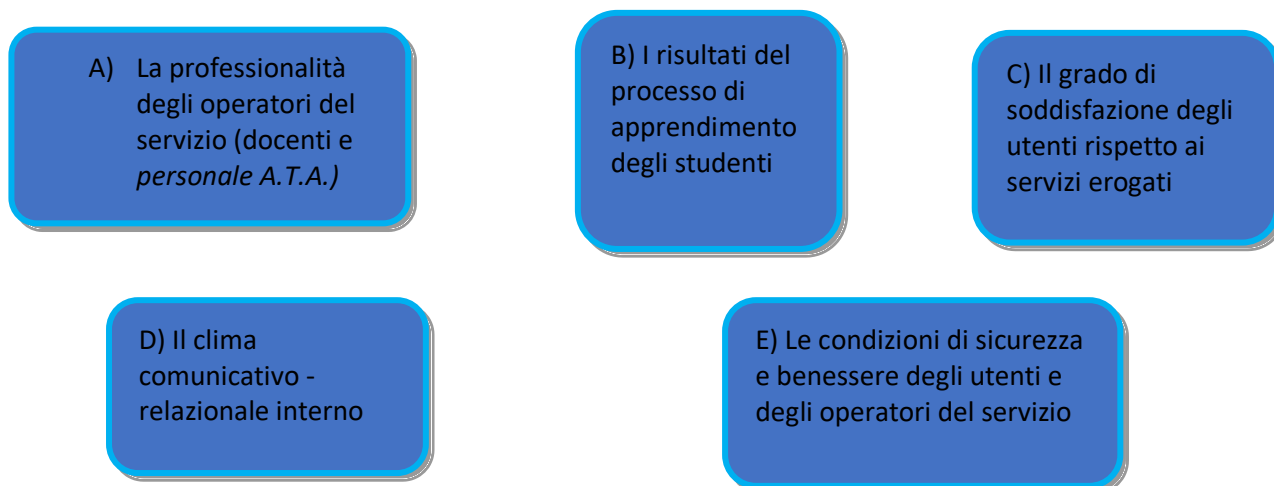 A) La professionalità
degli operatori del
servizio (docenti e
personale A.T.A.)
B) I risultati del
processo di
apprendimento
degli studenti
C) Il grado di
soddisfazione degli
utenti rispetto ai
servizi erogati
D) Il clima
comunicativo -
relazionale interno
E) Le condizioni di sicurezza
e benessere degli utenti e
degli operatori del servizio